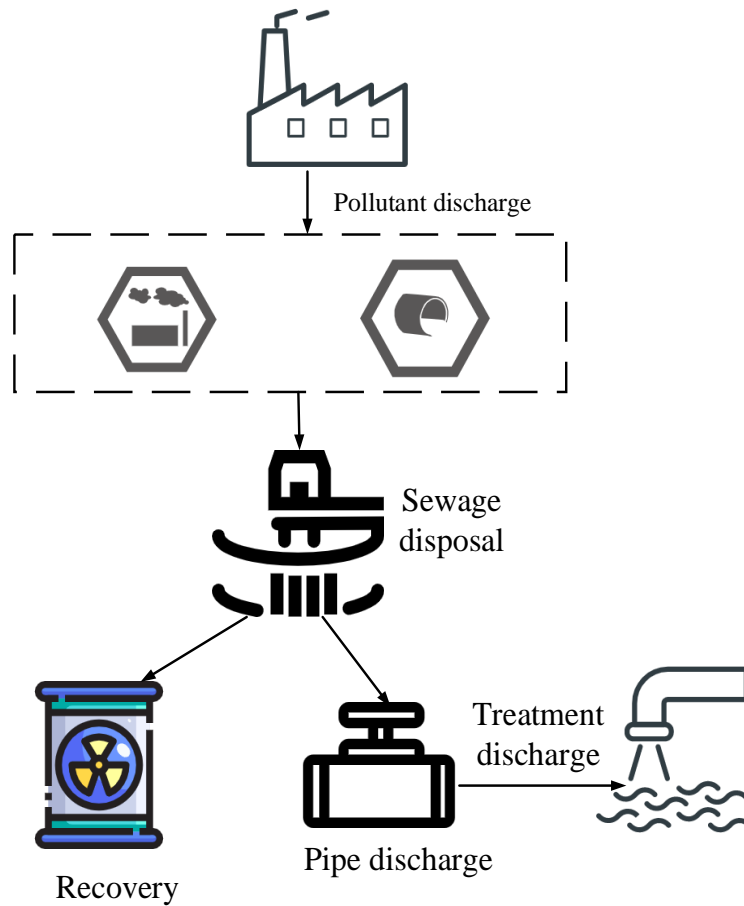 Pollutant discharge
Sewage
disposal
Treatment
discharge
Pipe discharge
Recovery